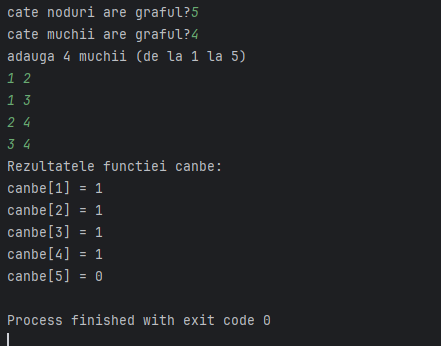 cate noduri are graful?5
cate muchii are graful?4
adauga 4 muchii (de la 1 la 5)
1 2
1 3
2 4
3 4
Rezultatele functiei canbe:
canbe[1] = 1
canbe[2] = 1
canbe[3] = 1
canbe[4] = 1
canbe[5] = 0
Process finished with exit code 0